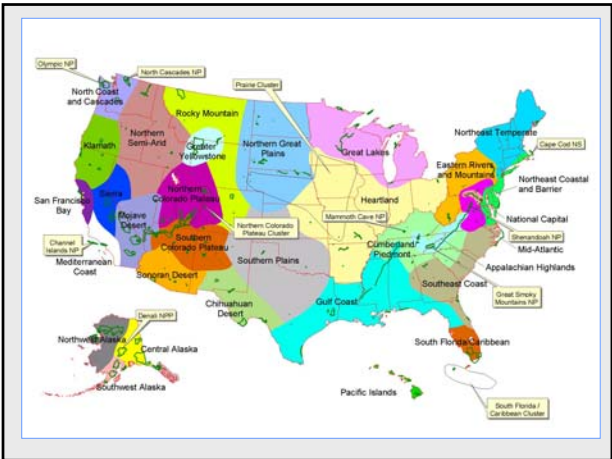 Olympic NP
North Cascades NP
North Coast
and Cascades
Prairie Cluster
Rocky Mountain
Northern
Semi-Arid
Klamath
Greater
Yellowstone
Northern Great
Plains
Great Lakes
Northeast Temperate
Cape Cod NS
Eastern Rivers
and Mountains
Northeast Coastal
and Barrier
Sierra
Northern
Colorado Plateau
Heartland
San Francisco
Bay
Mojave
Desert
Northern Colorado
Plateau Cluster
Mammoth Cave NP
National Capital
Shenandoah NP
Mid-Atlantic
Channel
Islands NP
Mediterranean
Coast
Southern
Colorado Plateau
Southern Plains
Cumberland/
Piedmont
Appalachian Highlands
Sonoran Desert
Southeast Coast
Great Smoky
Mountains NP
Chihuahuan
Desert
Gulf Coast
Denali NPP
Northwest Alaska
Central Alaska
Southwest Alaska
South Florida/Caribbean
Pacific Islands
South Florida /
Caribbean Cluster